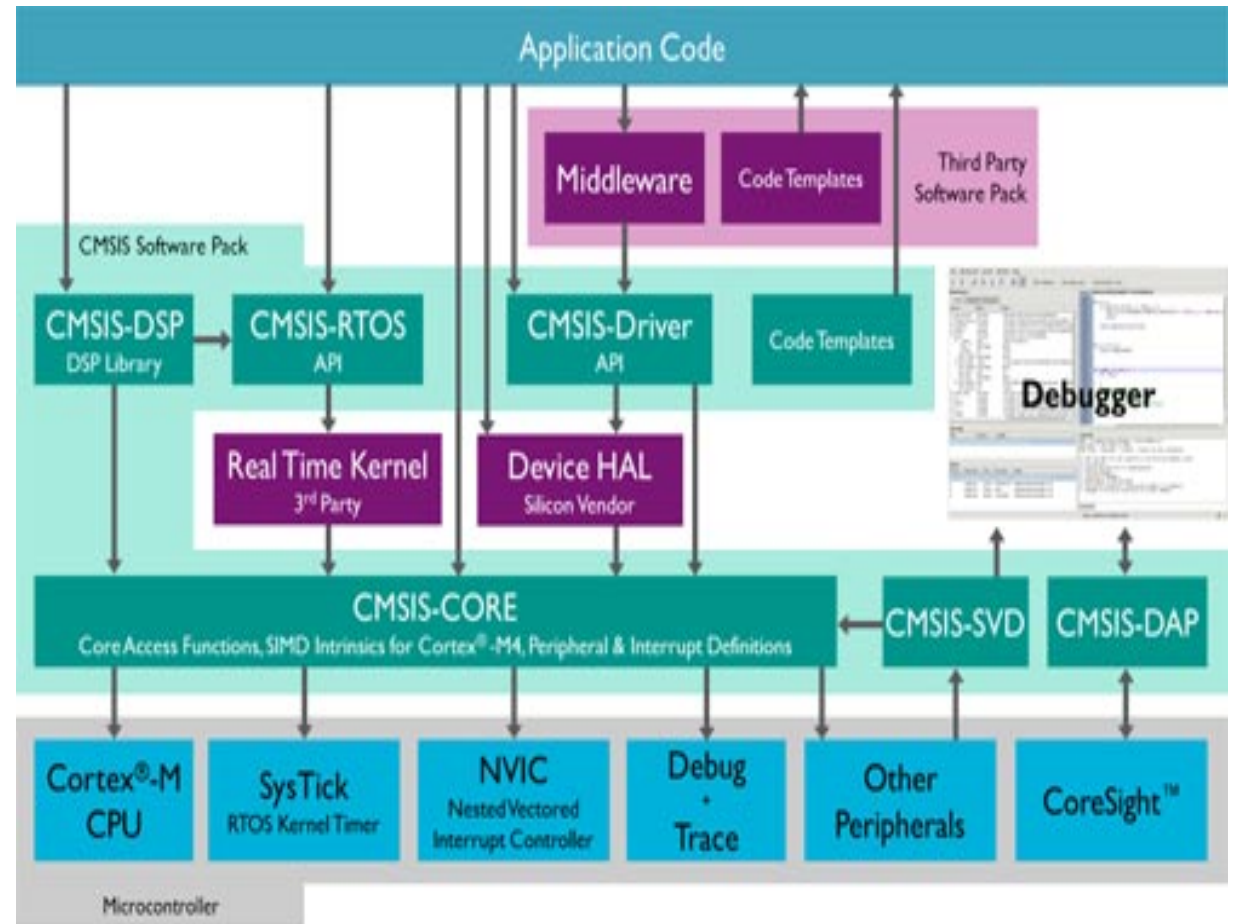 Application Code
Middleware
Code Templates
Third Party
Software Pack
CMSIS Software Pack
CMSIS-DSP
DSP Library
CMSIS-RTOS
API
CMSIS-Driver
API
Code Templates
Debugger
Real Time Kernel
3rd Party
Device HAL
Silicon Vendor
CMSIS-CORE
Core Access Functions, SIMD Intrinsics for Cortex®-M4, Peripheral & Interrupt Definitions
CMSIS-SVD
CMSIS-DAP
Cortex®-M
CPU
SysTick
RTOS Kernel Timer
NVIC
Nested Vectored
Interrupt Controller
Debug
+
Trace
Other
Peripherals
CoreSight™
Microcontroller